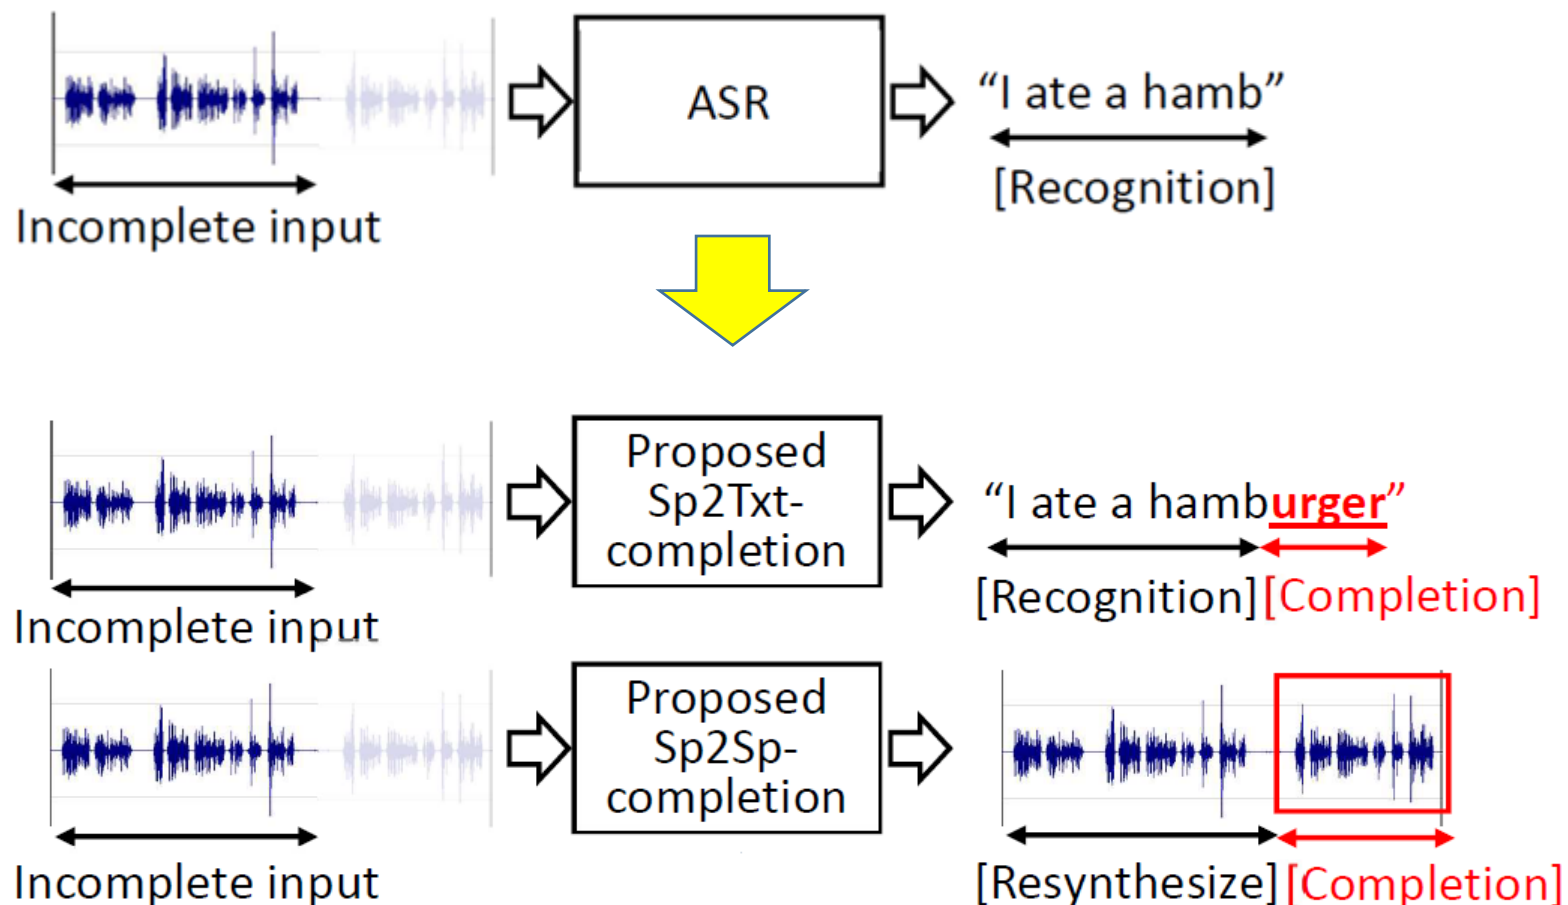 ASR
“I ate a hamb”
[Recognition]
Incomplete input
Proposed
Sp2Txt-
completion
“I ate a hamburger”
[Recognition] [Completion]
Incomplete input
Proposed
Sp2Sp-
completion
[Resynthesize] [Completion]
Incomplete input